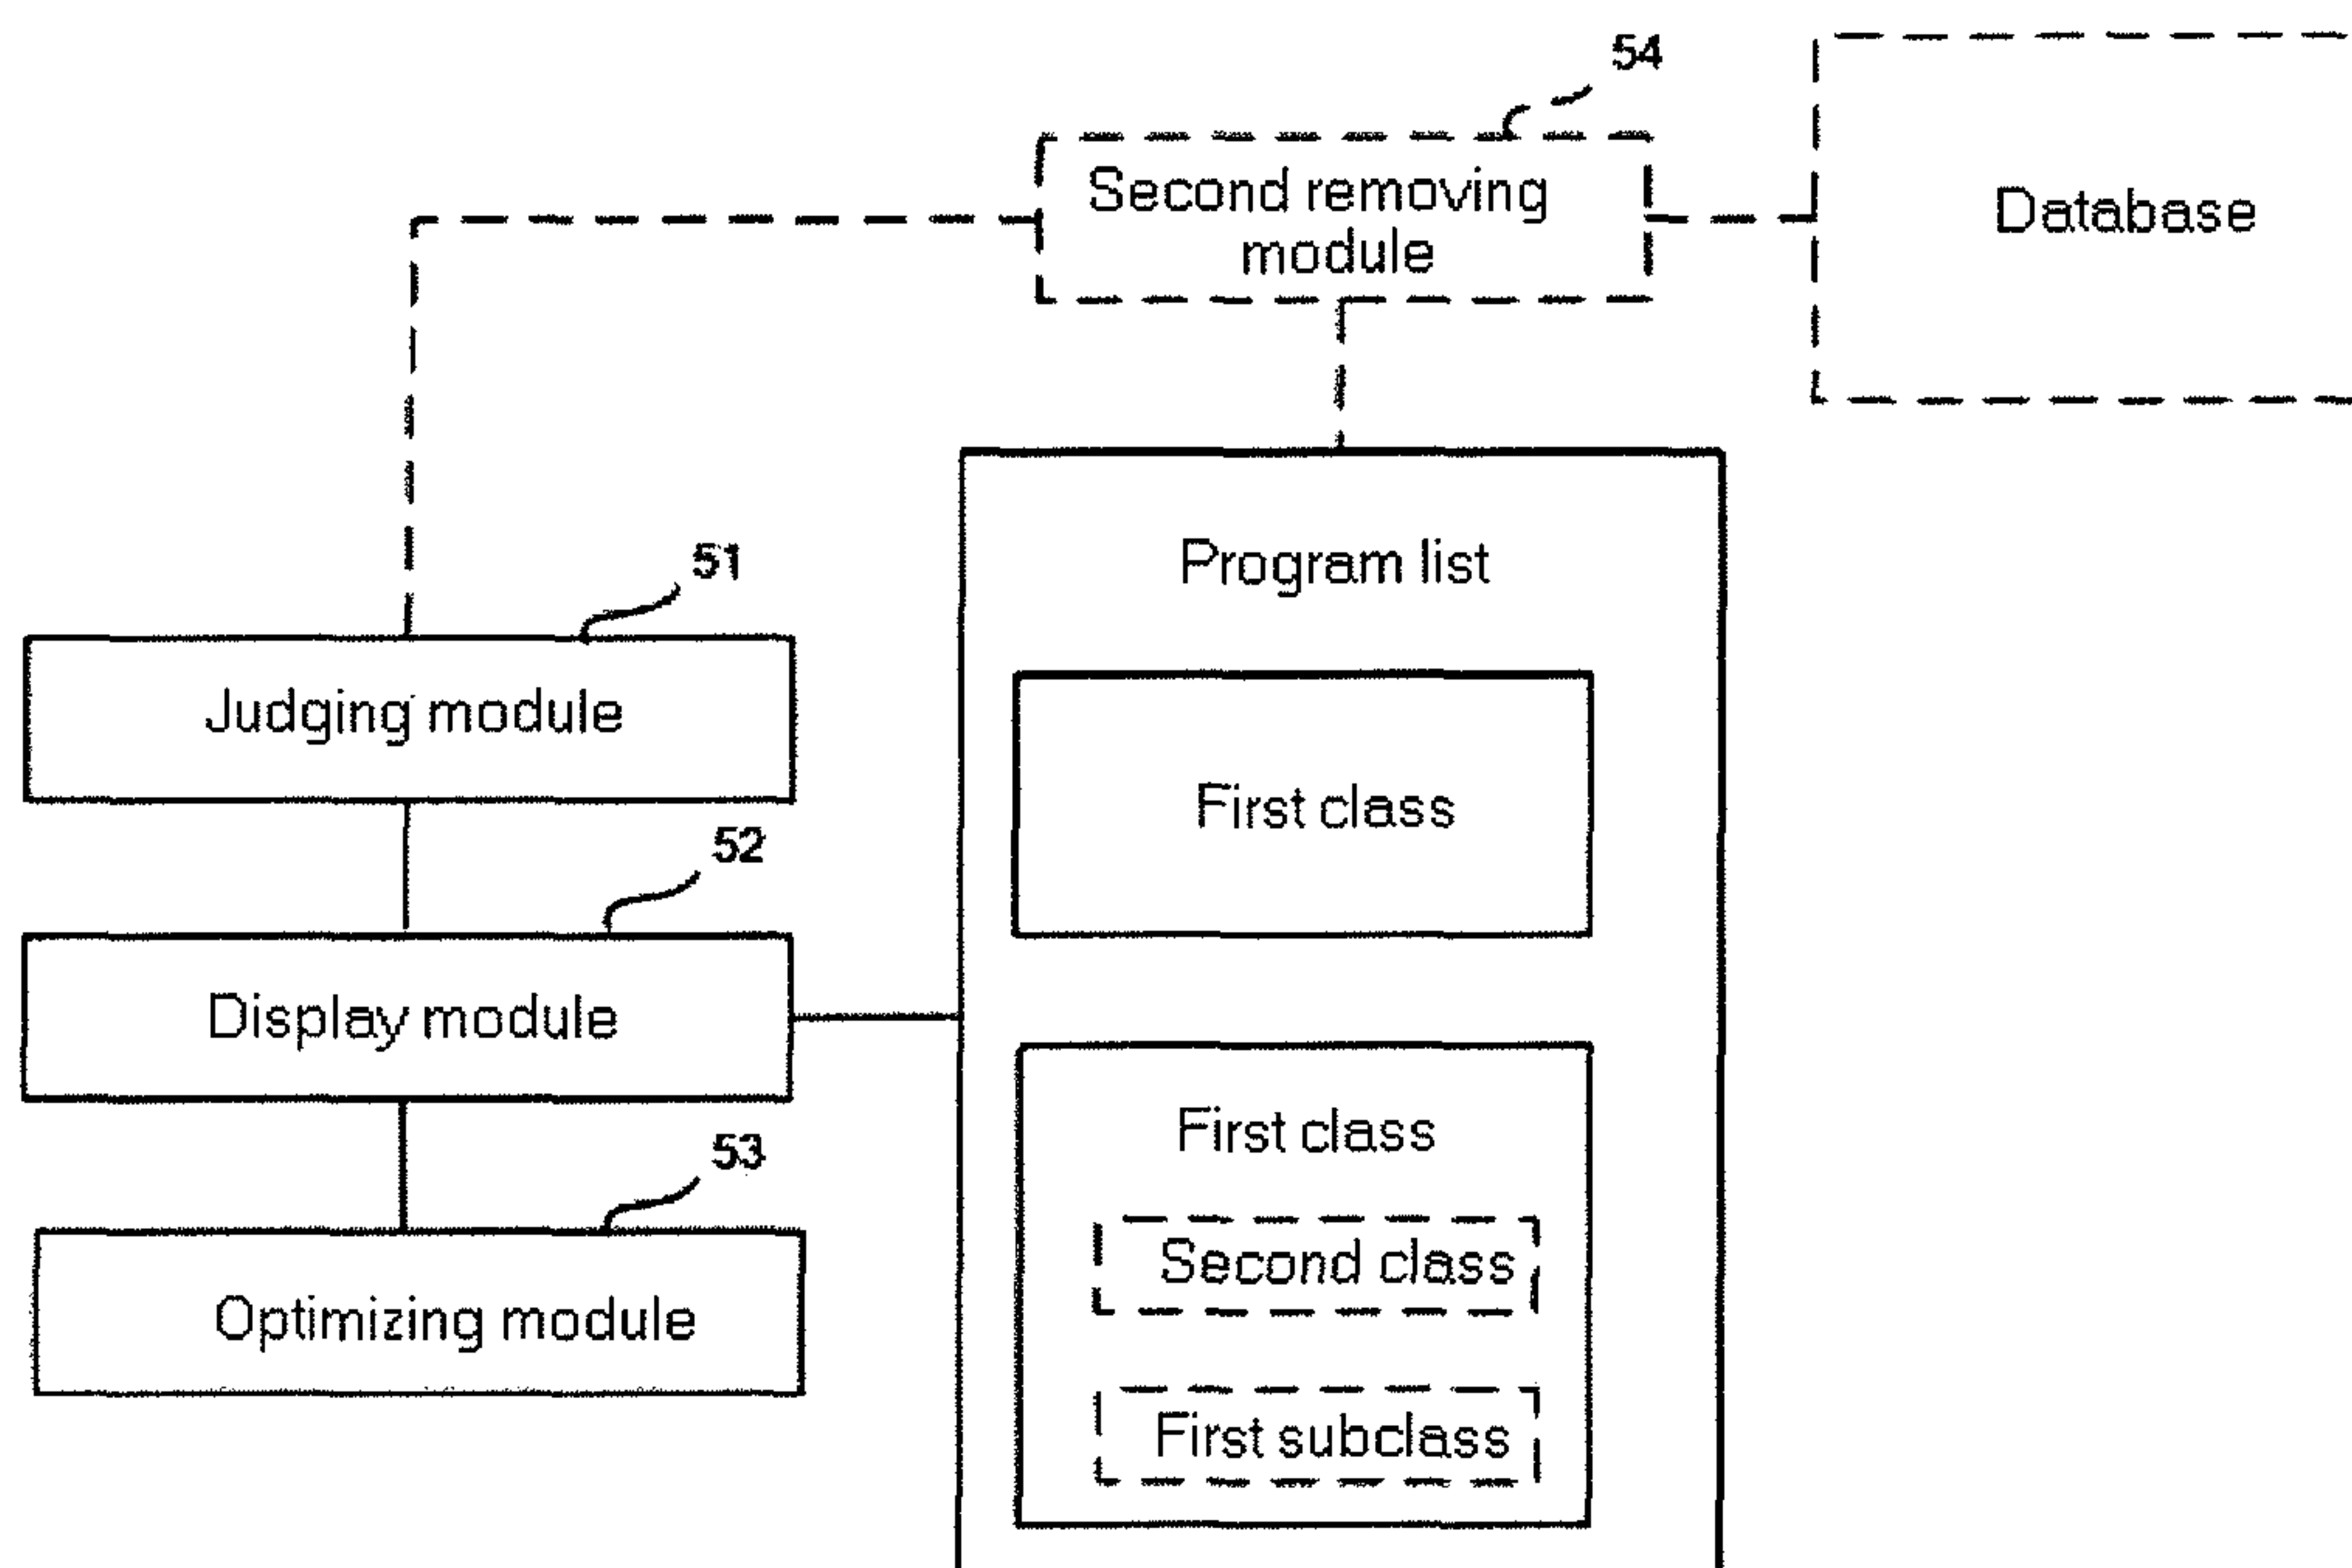 54
Second removing
module
Database
Program list
51
Judging module
First class
52
Display module
First class
53
Second class
Optimizing module
First subclass